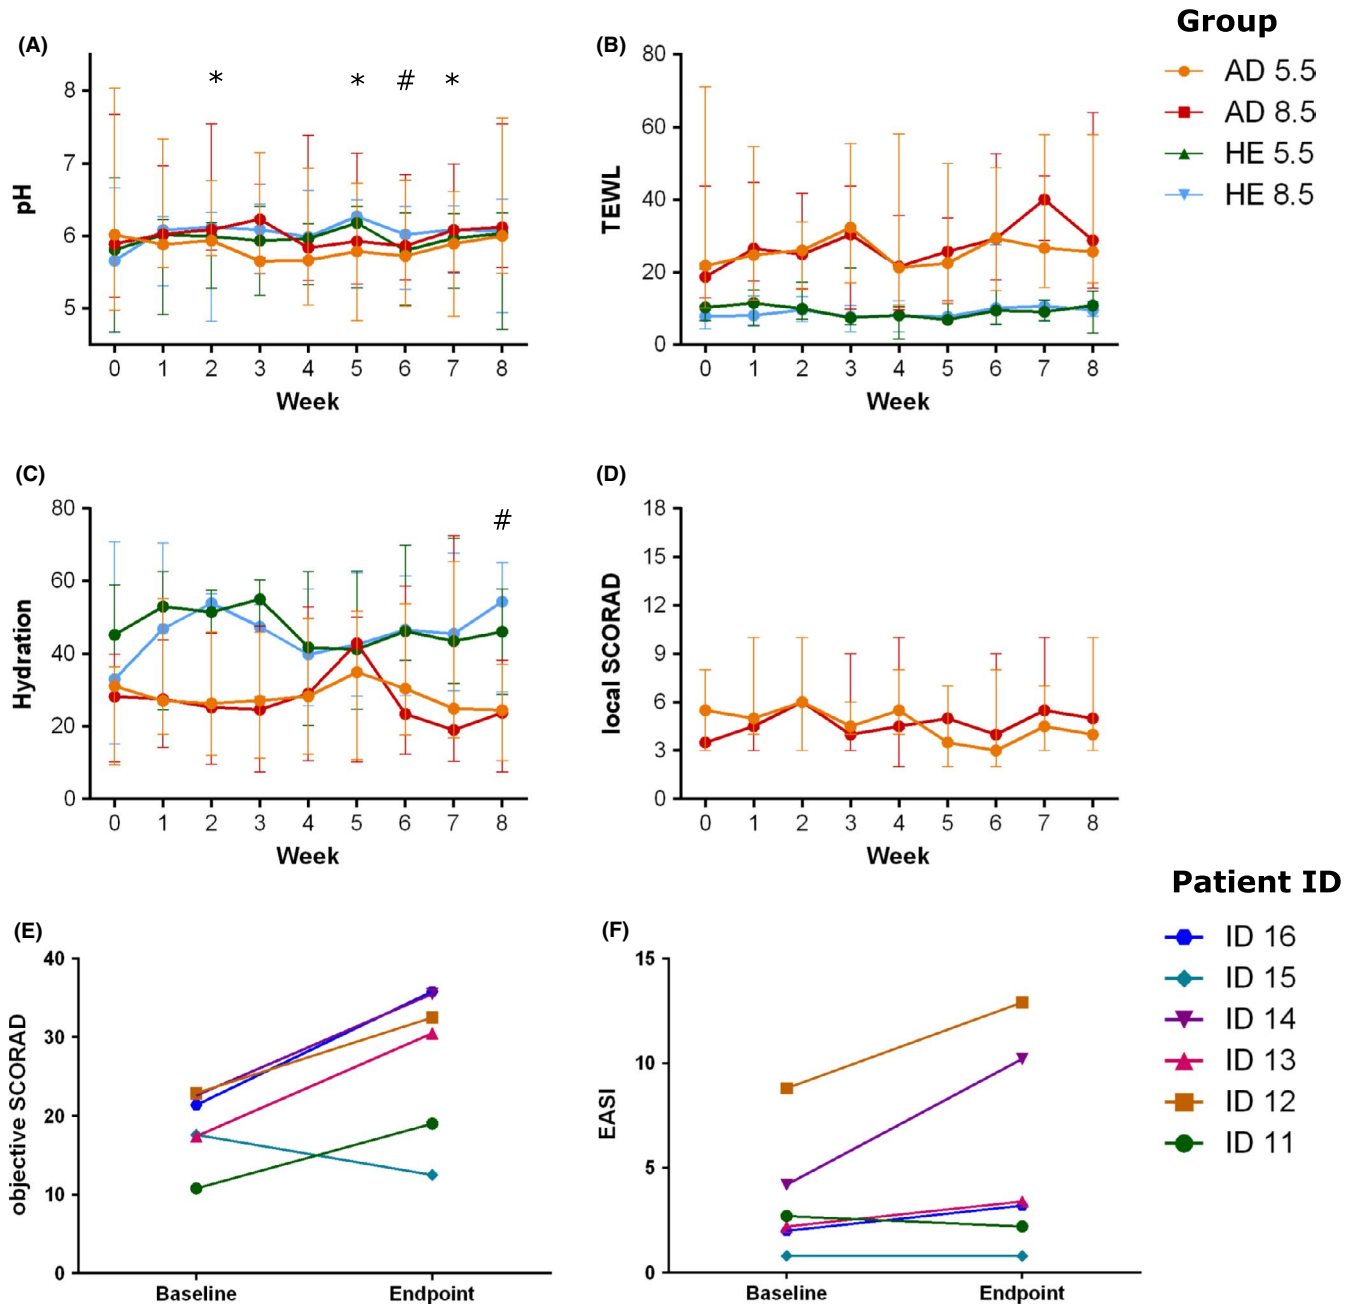 Group
AD 5.5
AD 8.5
HE 5.5
HE 8.5
(A)
pH
8
7
6
5
* * # *
0 1 2 3 4 5 6 7 8
Week
(B)
TEWL
80
60
40
20
0
0 1 2 3 4 5 6 7 8
Week
(C)
Hydration
80
60
40
20
0
#
0 1 2 3 4 5 6 7 8
Week
(D)
local SCORAD
18
15
12
9
6
3
0
0 1 2 3 4 5 6 7 8
Week
Patient ID
ID 16
ID 15
ID 14
ID 13
ID 12
ID 11
(E)
objective SCORAD
40
30
20
10
0
Baseline Endpoint
(F)
EASI
15
10
5
0
Baseline Endpoint